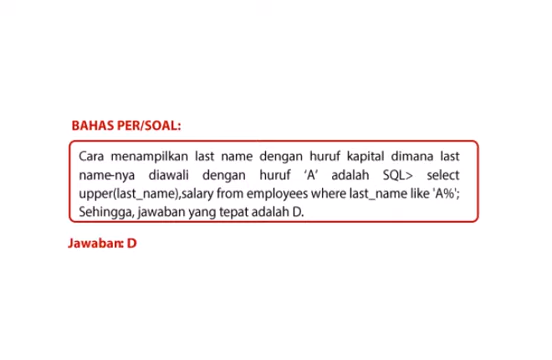 BAHAS PER/SOAL:
Cara menampilkan last name dengan huruf kapital dimana last
name-nya diawali dengan huruf ‘A’ adalah SQL> select
upper(last_name),salary from employees where last_name like 'A%';
Sehingga, jawaban yang tepat adalah D.
Jawaban: D